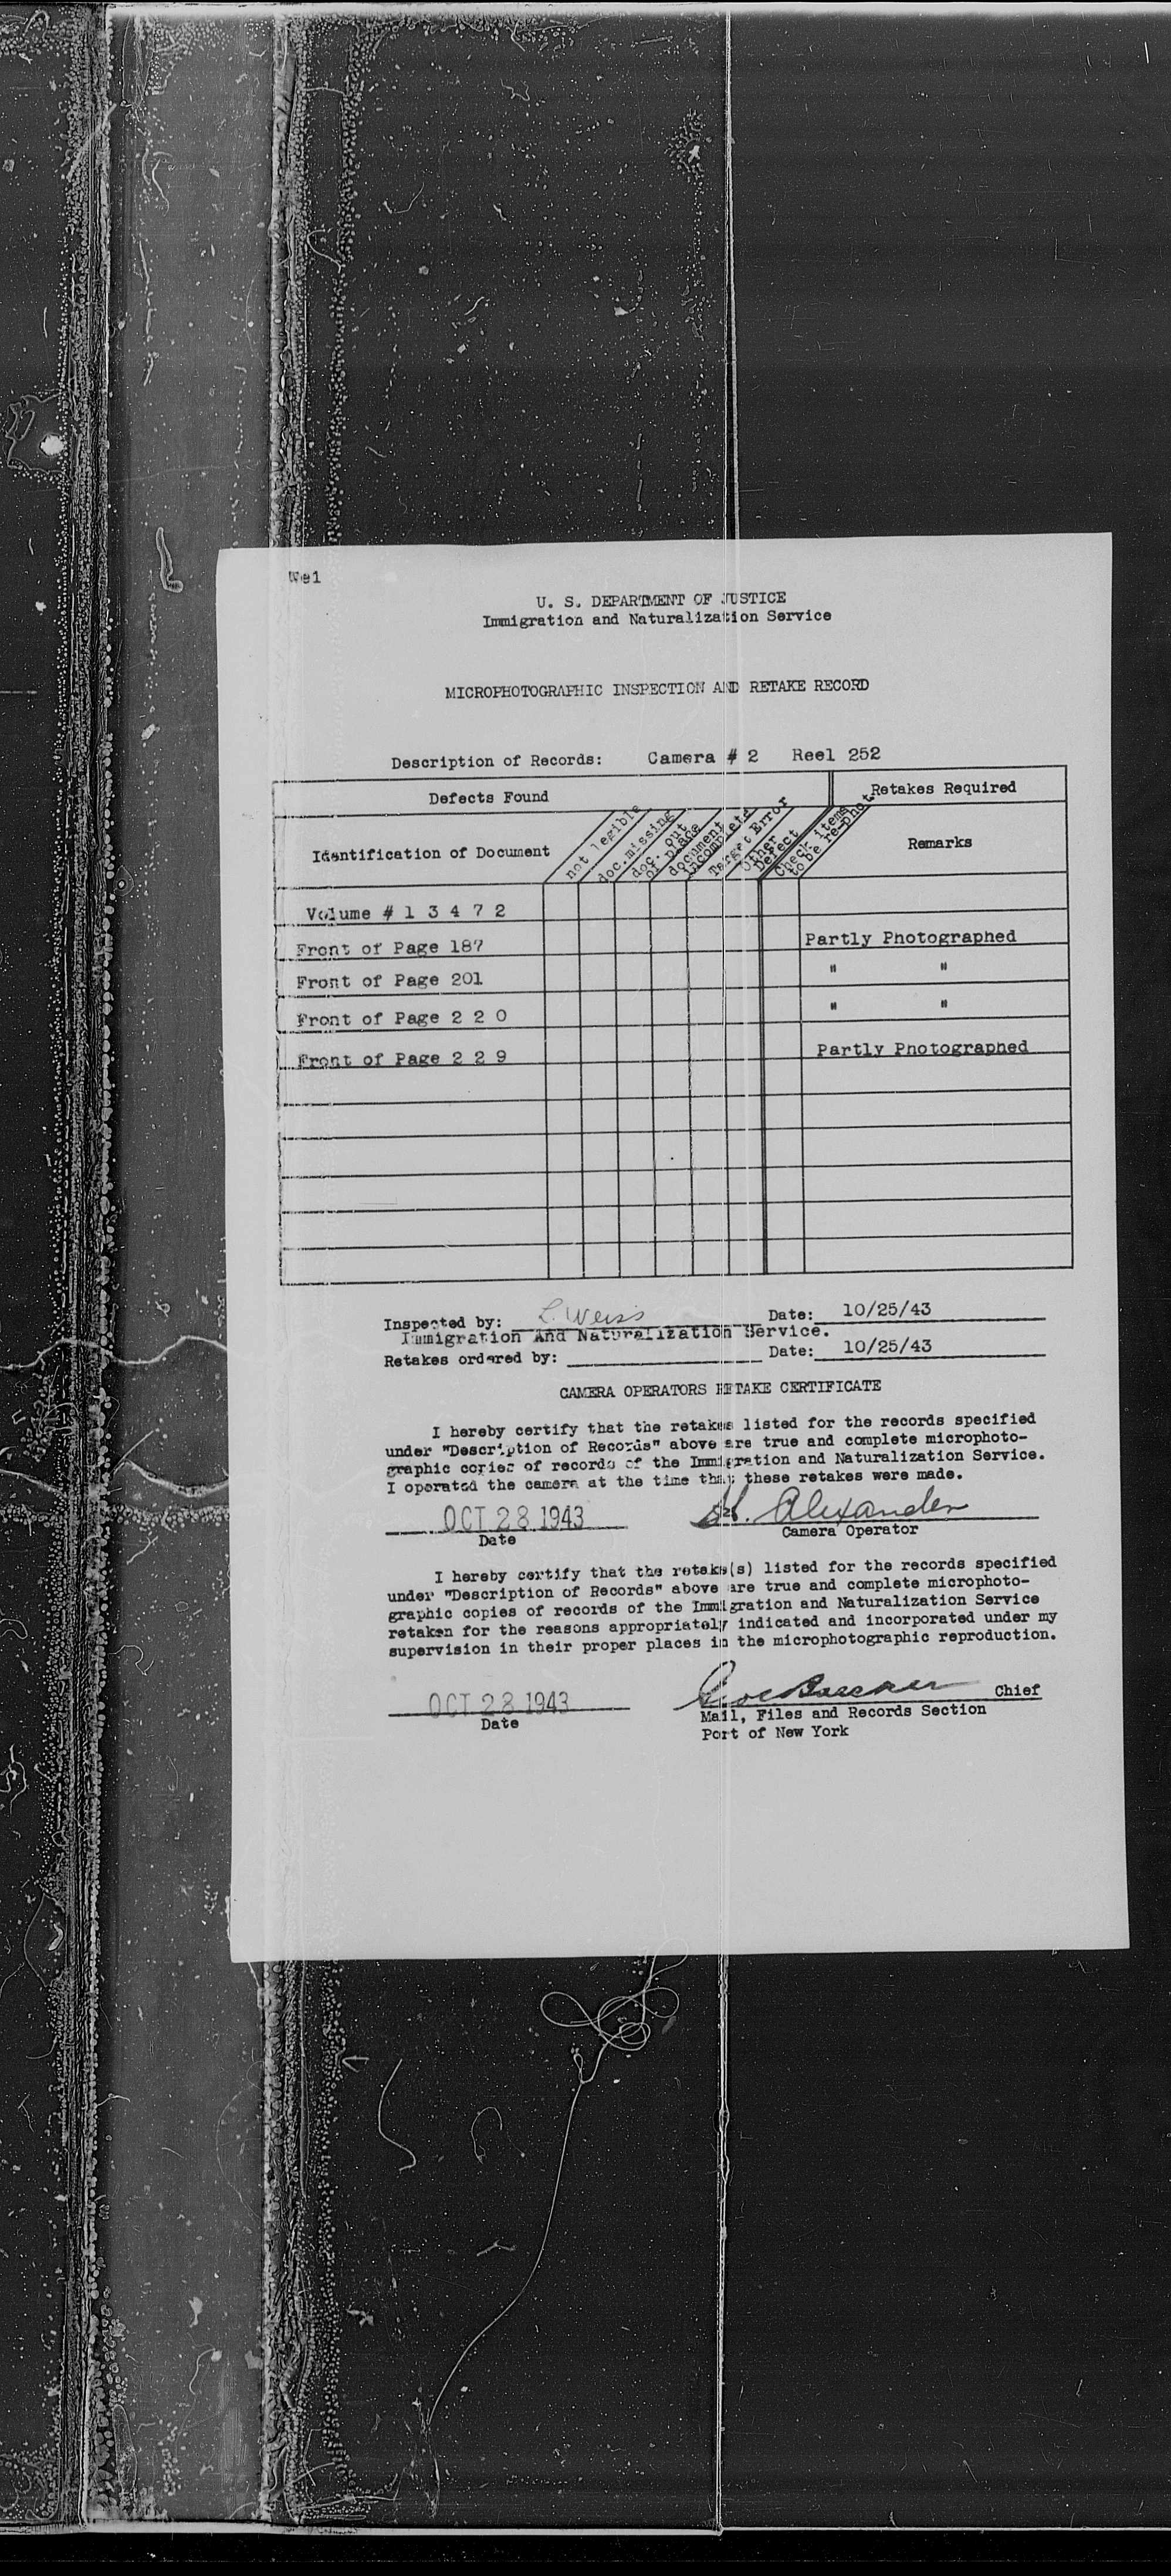 We1
U. S. DEPARTMENT OF JUSTICE
Immigration and Naturalization Service
MICROPHOTOGRAPHIC INSPECTION AND RETAKE RECORD
Description of Records: Camera # 2 Reel 252
Defects Found
Retakes Required
Identification of Document
not legible
doc. missing
doc. out
of place
document
incomplete
Target Error
Other
Defect
Check items
to be re-phot.
Remarks
Volume # 1 3 4 7 2
Front of Page 187 Partly Photographed
Front of Page 201 " "
Front of Page 2 2 0 " "
Front of Page 2 2 9 Partly Photographed
Inspected by: L. Weiss Date: 10/25/43
Immigration And Naturalization Service.
Retakes ordered by: Date: 10/25/43
CAMERA OPERATORS RETAKE CERTIFICATE
I hereby certify that the retakes listed for the records specified
under "Description of Records" above are true and complete microphoto-
graphic copies of records of the Immigration and Naturalization Service.
I operated the camera at the time that these retakes were made.
OCT 28 1943 Alexander
Date Camera Operator
I hereby certify that the retake(s) listed for the records specified
under "Description of Records" above are true and complete microphoto-
graphic copies of records of the Immigration and Naturalization Service
retaken for the reasons appropriately indicated and incorporated under my
supervision in their proper places in the microphotographic reproduction.
OCT 28 1943 Chief
Date Mail, Files and Records Section
Port of New York